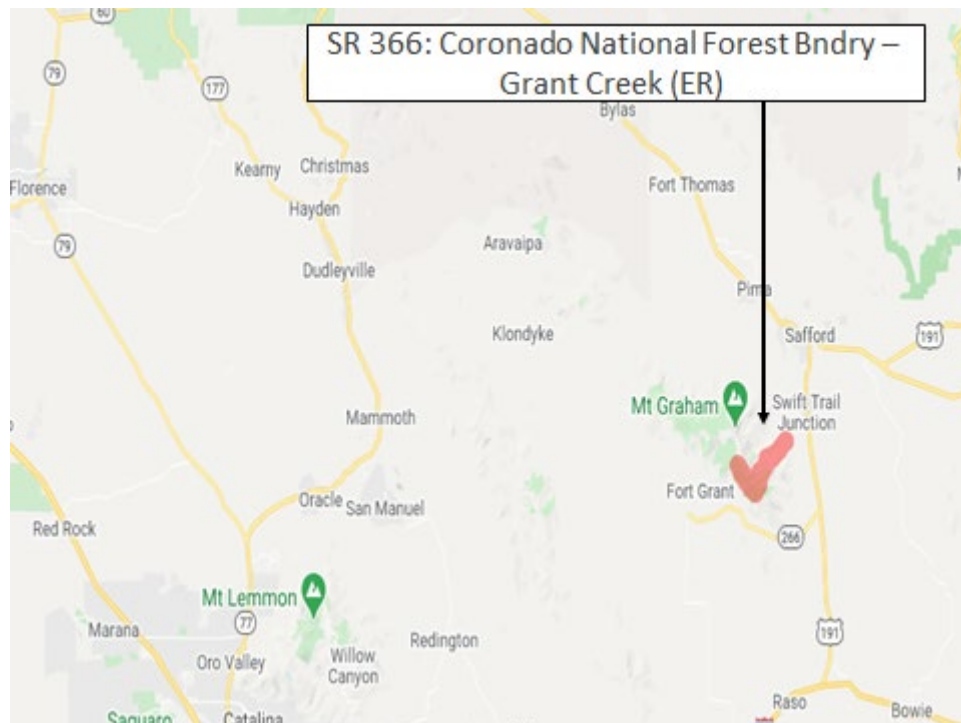 60
SR 366: Coronado National Forest Bndry –
Grant Creek (ER)
79
177
Bylas
Kearny
Christmas
Fort Thomas
Florence
Hayden
79
Aravaipa
Dudleyville
Pima
Klondyke
Safford
191
Mt Graham
Swift Trail
Junction
Mammoth
Fort Grant
Oracle
San Manuel
Red Rock
266
Mt Lemmon
77
Marana
191
Redington
Oro Valley
Willow
Canyon
Raso
Bowie
Saguaro
Catalina